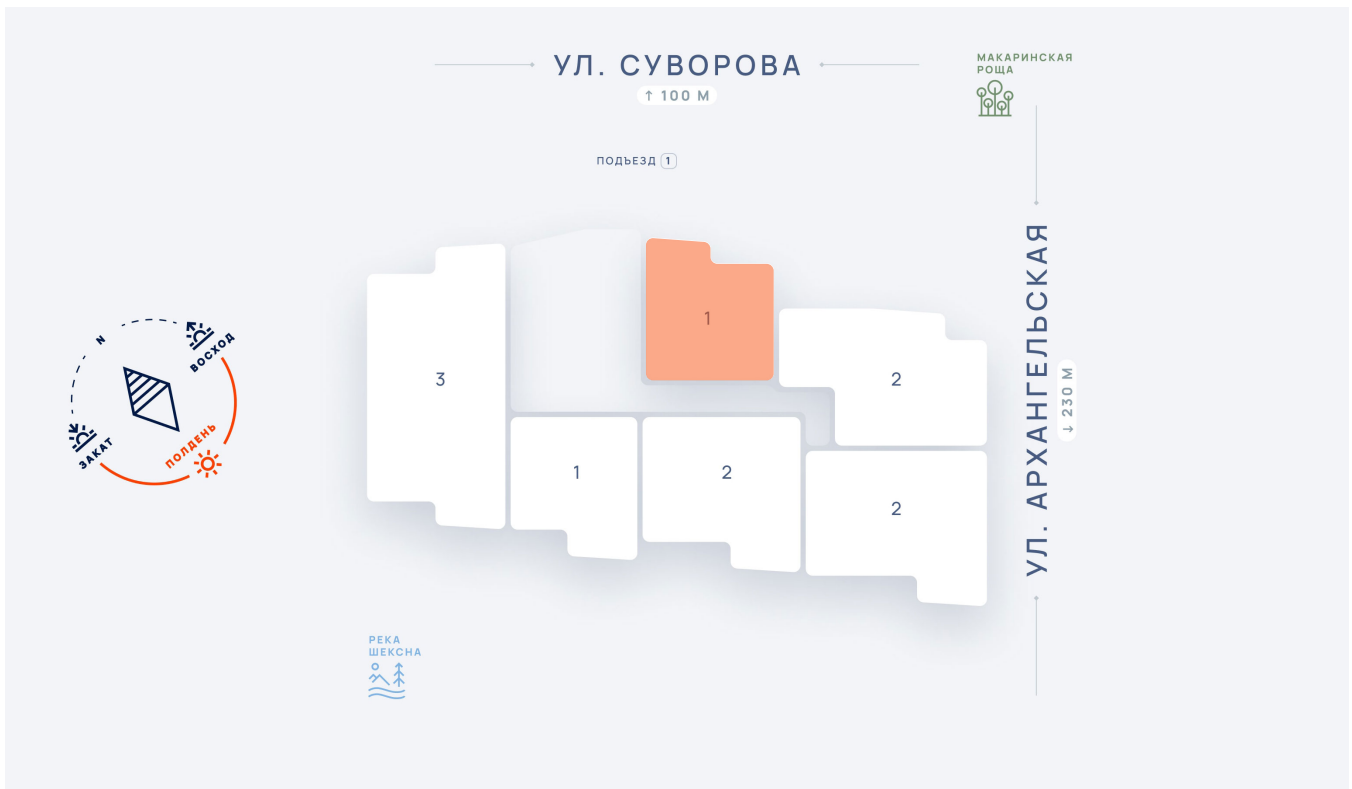 УЛ. СУВОРОВА
↑ 100 М
МАКАРИНСКАЯ
РОЩА
ПОДЪЕЗД 1
УЛ. АРХАНГЕЛЬСКАЯ
↓ 230 М
N
ВОСХОД
ПОЛДЕНЬ
ЗАКАТ
3
1
2
1
2
2
РЕКА
ШЕКСНА